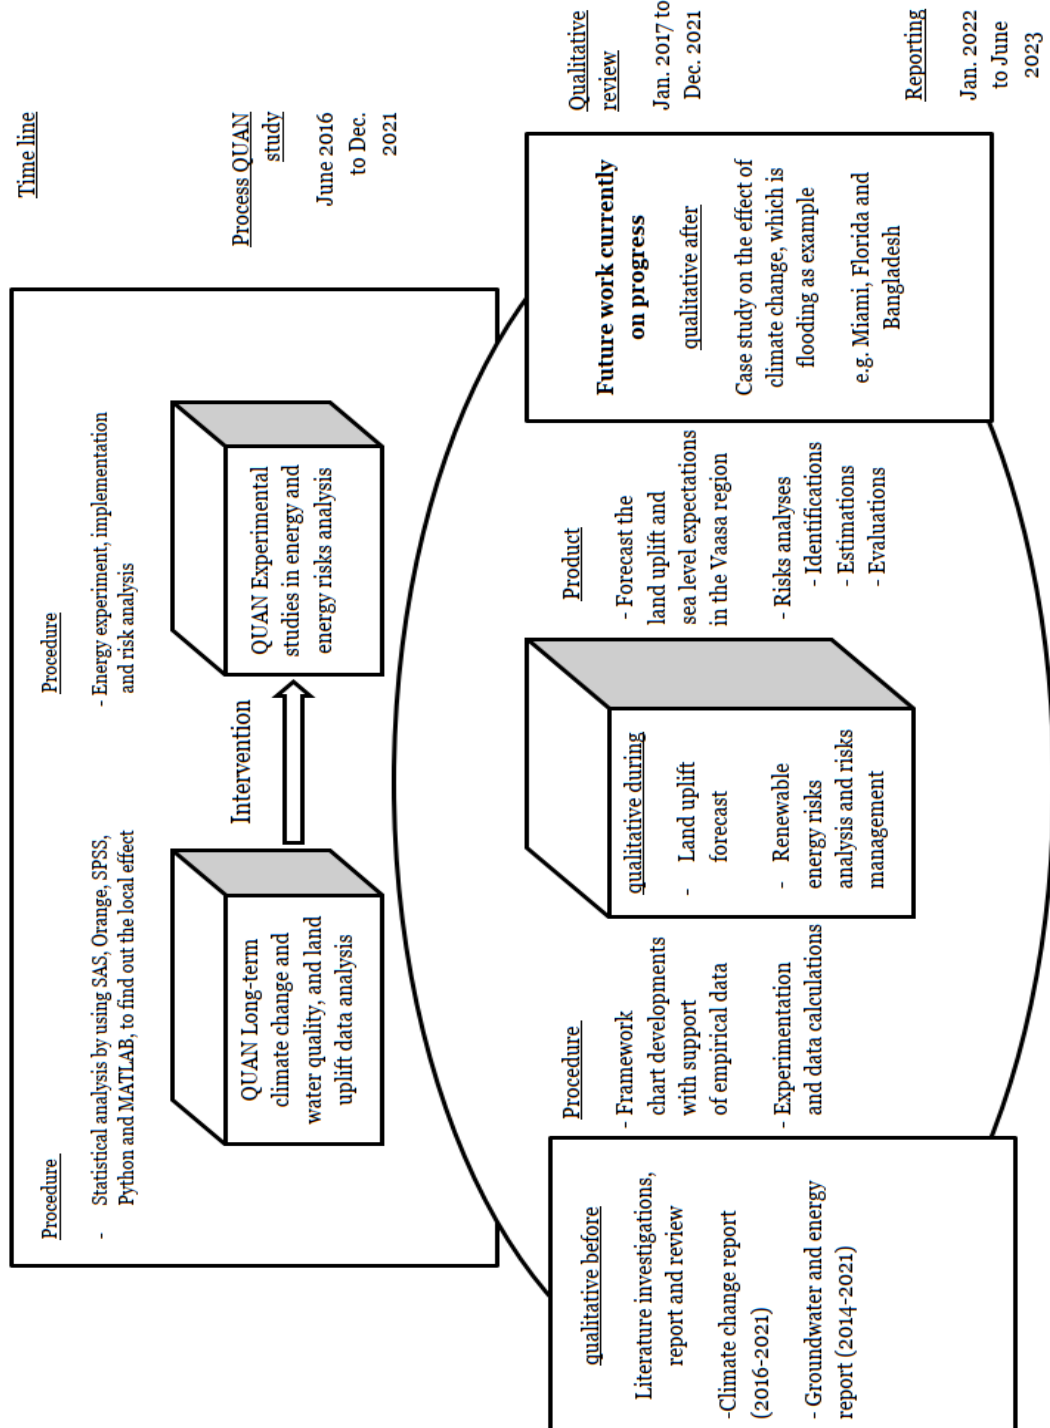 Procedure
- Statistical analysis by using SAS, Orange, SPSS,
Python and MATLAB, to find out the local effect
Procedure
- Energy experiment, implementation
and risk analysis
QUAN Long-term
climate change and
water quality, and land
uplift data analysis
Intervention
QUAN Experimental
studies in energy and
energy risks analysis
Time line
Process QUAN
study
June 2016
to Dec.
2021
qualitative before
Literature investigations,
report and review
-Climate change report
(2016-2021)
- Groundwater and energy
report (2014-2021)
Procedure
- Framework
chart developments
with support
of empirical data
- Experimentation
and data calculations
qualitative during
- Land uplift
forecast
- Renewable
energy risks
analysis and risks
management
Product
- Forecast the
land uplift and
sea level expectations
in the Vaasa region
- Risks analyses
- Identifications
- Estimations
- Evaluations
Future work currently
on progress
qualitative after
Case study on the effect of
climate change, which is
flooding as example
e.g. Miami, Florida and
Bangladesh
Qualitative
review
Jan. 2017 to
Dec. 2021
Reporting
Jan. 2022
to June
2023